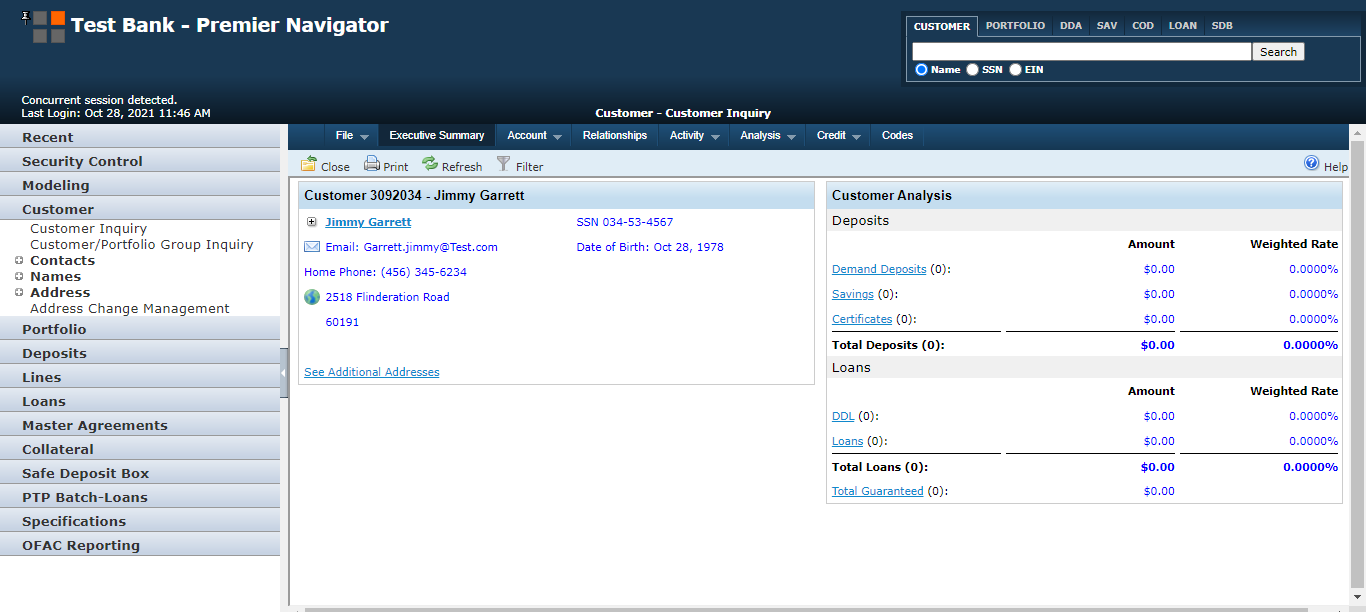 Test Bank - Premier Navigator
CUSTOMER PORTFOLIO DDA SAV COD LOAN SDB
Search
Name SSN EIN
Concurrent session detected.
Last Login: Oct 28, 2021 11:46 AM
Customer - Customer Inquiry
Recent
Security Control
Modeling
Customer
Customer Inquiry
Customer/Portfolio Group Inquiry
Contacts
Names
Address
Address Change Management
Portfolio
Deposits
Lines
Loans
Master Agreements
Collateral
Safe Deposit Box
PTP Batch-Loans
Specifications
OFAC Reporting
File Executive Summary Account Relationships Activity Analysis Credit Codes
Close Print Refresh Filter Help
Customer 3092034 - Jimmy Garrett
Jimmy Garrett SSN 034-53-4567
Email: Garrett.jimmy@Test.com Date of Birth: Oct 28, 1978
Home Phone: (456) 345-6234
2518 Flinderation Road
60191
See Additional Addresses
Customer Analysis
Deposits
Amount Weighted Rate
Demand Deposits (0): $0.00 0.0000%
Savings (0): $0.00 0.0000%
Certificates (0): $0.00 0.0000%
Total Deposits (0): $0.00 0.0000%
Loans
Amount Weighted Rate
DDL (0): $0.00 0.0000%
Loans (0): $0.00 0.0000%
Total Loans (0): $0.00 0.0000%
Total Guaranteed (0): $0.00